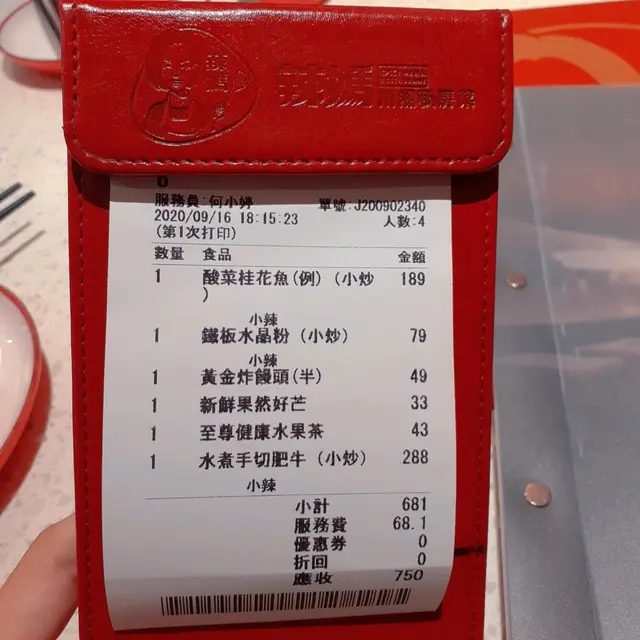 辣媽
服務員:何小婷 單號:J200902340
2020/09/16 18:15:23 人數:4
(第1次打印)
數量 食品 金額
1 酸菜桂花魚(例) (小炒 189
)
小辣
1 鐵板水晶粉 (小炒) 79
小辣
1 黃金炸饅頭(半) 49
1 新鮮果然好芒 33
1 至尊健康水果茶 43
1 水煮手切肥牛 (小炒) 288
小辣
小計 681
服務費 68.1
優惠券 0
折回 0
應收 750